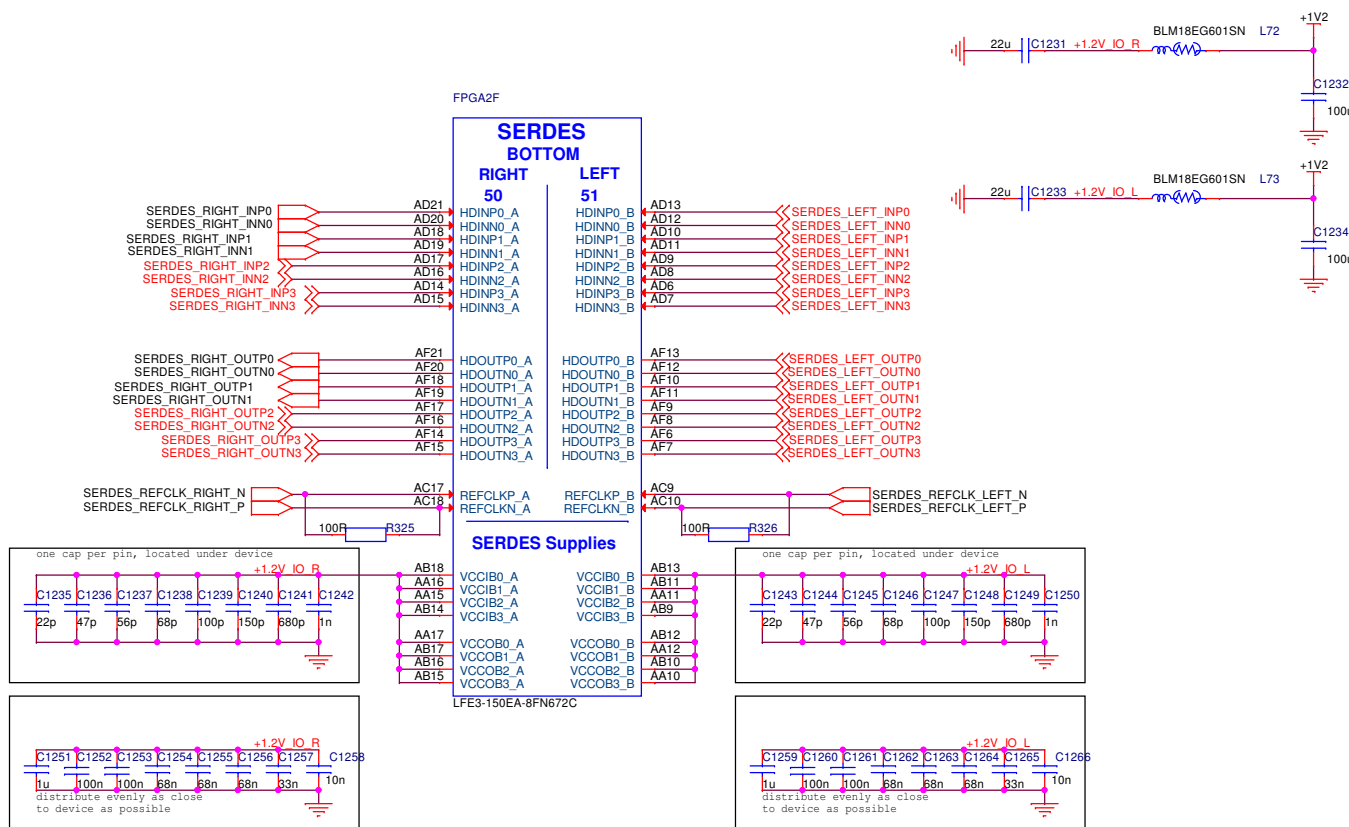 +1V2
BLM18EG601SN L72
22u C1231 +1.2V_IO_R
C1232
100u
+1V2
BLM18EG601SN L73
22u C1233 +1.2V_IO_L
C1234
100u
FPGA2F
SERDES
BOTTOM
RIGHT LEFT
50 51
SERDES_RIGHT_INP0 AD21 HDINP0_A HDINP0_B AD13 SERDES_LEFT_INP0
SERDES_RIGHT_INN0 AD20 HDINN0_A HDINN0_B AD12 SERDES_LEFT_INN0
SERDES_RIGHT_INP1 AD18 HDINP1_A HDINP1_B AD10 SERDES_LEFT_INP1
SERDES_RIGHT_INN1 AD19 HDINN1_A HDINN1_B AD11 SERDES_LEFT_INN1
SERDES_RIGHT_INP2 AD17 HDINP2_A HDINP2_B AD9 SERDES_LEFT_INP2
SERDES_RIGHT_INN2 AD16 HDINN2_A HDINN2_B AD8 SERDES_LEFT_INN2
SERDES_RIGHT_INP3 AD14 HDINP3_A HDINP3_B AD6 SERDES_LEFT_INP3
SERDES_RIGHT_INN3 AD15 HDINN3_A HDINN3_B AD7 SERDES_LEFT_INN3
SERDES_RIGHT_OUTP0 AF21 HDOUTP0_A HDOUTP0_B AF13 SERDES_LEFT_OUTP0
SERDES_RIGHT_OUTN0 AF20 HDOUTN0_A HDOUTN0_B AF12 SERDES_LEFT_OUTN0
SERDES_RIGHT_OUTP1 AF18 HDOUTP1_A HDOUTP1_B AF10 SERDES_LEFT_OUTP1
SERDES_RIGHT_OUTN1 AF19 HDOUTN1_A HDOUTN1_B AF11 SERDES_LEFT_OUTN1
SERDES_RIGHT_OUTP2 AF17 HDOUTP2_A HDOUTP2_B AF9 SERDES_LEFT_OUTP2
SERDES_RIGHT_OUTN2 AF16 HDOUTN2_A HDOUTN2_B AF8 SERDES_LEFT_OUTN2
SERDES_RIGHT_OUTP3 AF14 HDOUTP3_A HDOUTP3_B AF6 SERDES_LEFT_OUTP3
SERDES_RIGHT_OUTN3 AF15 HDOUTN3_A HDOUTN3_B AF7 SERDES_LEFT_OUTN3
SERDES_REFCLK_RIGHT_N AC17 REFCLKP_A REFCLKP_B AC9 SERDES_REFCLK_LEFT_N
SERDES_REFCLK_RIGHT_P AC18 REFCLKN_A REFCLKN_B AC10 SERDES_REFCLK_LEFT_P
100R R325 100R R326
SERDES Supplies
one cap per pin, located under device
+1.2V_IO_R
C1235 C1236 C1237 C1238 C1239 C1240 C1241 C1242
22p 47p 56p 68p 100p 150p 680p 1n
AB18 VCCIB0_A VCCIB0_B AB13
AA16 VCCIB1_A VCCIB1_B AB11
AA15 VCCIB2_A VCCIB2_B AA11
AB14 VCCIB3_A VCCIB3_B AB9
AA17 VCCOB0_A VCCOB0_B AB12
AB17 VCCOB1_A VCCOB1_B AA12
AB16 VCCOB2_A VCCOB2_B AB10
AB15 VCCOB3_A VCCOB3_B AA10
LFE3-150EA-8FN672C
one cap per pin, located under device
+1.2V_IO_L
C1243 C1244 C1245 C1246 C1247 C1248 C1249 C1250
22p 47p 56p 68p 100p 150p 680p 1n
+1.2V_IO_R
C1251 C1252 C1253 C1254 C1255 C1256 C1257 C1258
1u 100n 100n 68n 68n 68n 33n 10n
distribute evenly as close
to device as possible
+1.2V_IO_L
C1259 C1260 C1261 C1262 C1263 C1264 C1265 C1266
1u 100n 100n 68n 68n 68n 33n 10n
distribute evenly as close
to device as possible